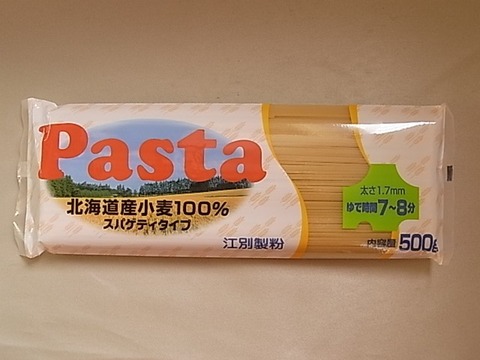 Pasta
北海道産小麦100%
スパゲティタイプ
江別製粉
太さ1.7mm
ゆで時間7~8分
内容量500g